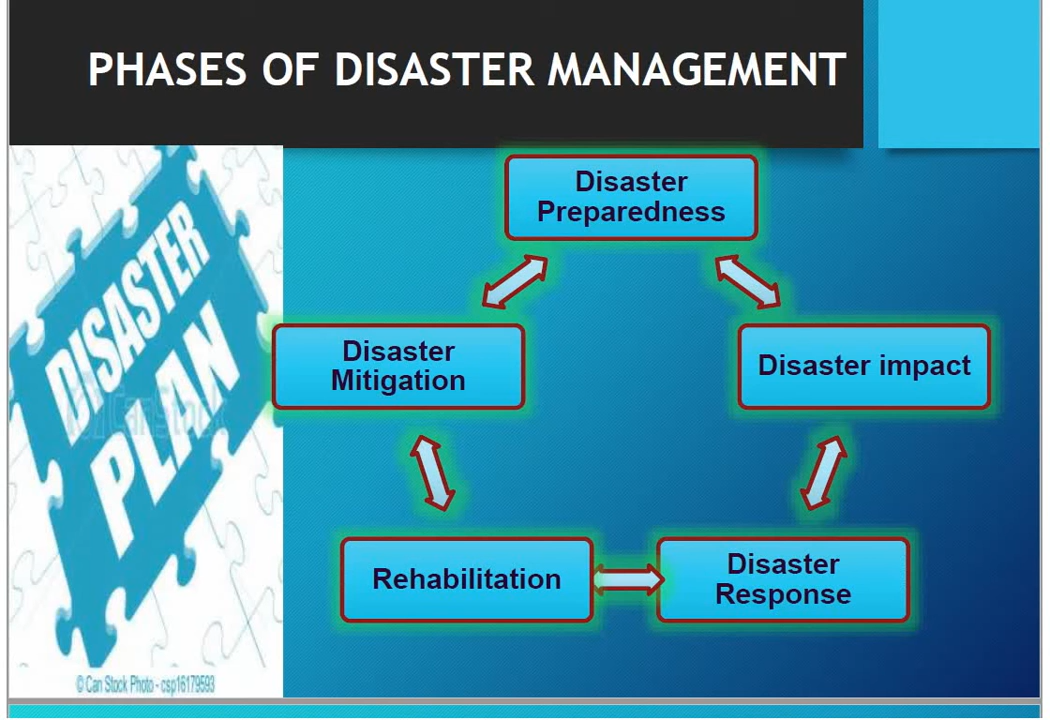 PHASES OF DISASTER MANAGEMENT
DISASTER
PLAN
CanStock
© Can Stock Photo - csp16179593
Disaster
Preparedness
Disaster
Mitigation
Disaster impact
Rehabilitation
Disaster
Response